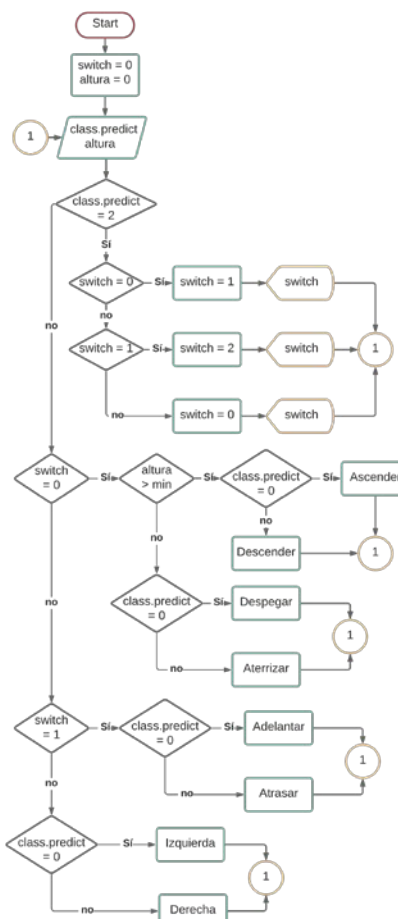 Start
switch = 0
altura = 0
1
class.predict
altura
class.predict
= 2
Sí
no
switch = 0
Sí
switch = 1
switch
no
switch = 1
Sí
switch = 2
switch
1
no
switch = 0
switch
switch
= 0
Sí
altura
> min
Sí
class.predict
= 0
Sí
Ascender
no
no
Descender
1
no
class.predict
= 0
Sí
Despegar
1
no
Aterrizar
switch
= 1
Sí
class.predict
= 0
Sí
Adelantar
1
no
no
Atrasar
class.predict
= 0
Sí
Izquierda
1
no
Derecha